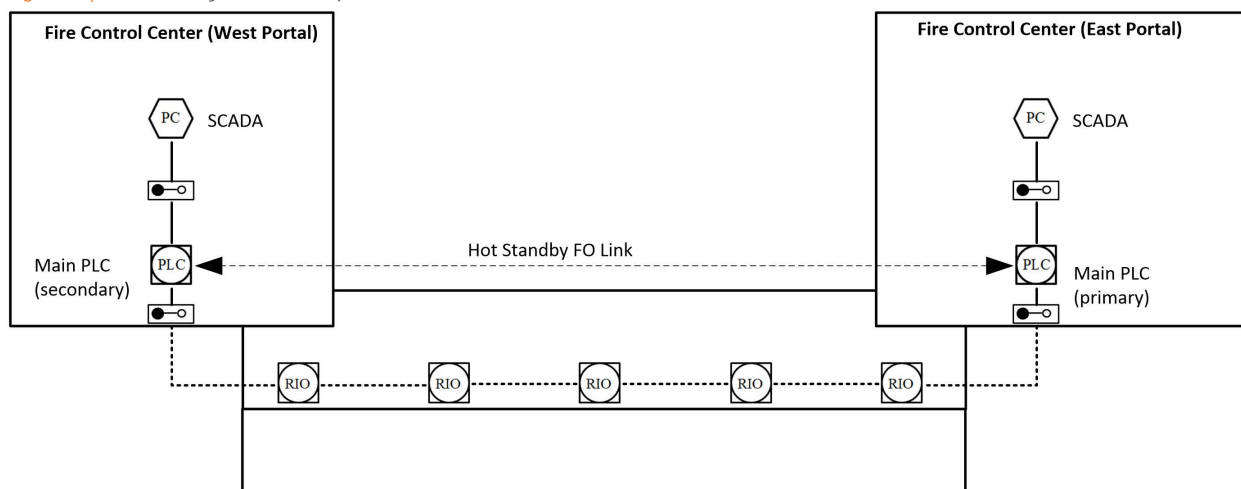 Fire Control Center (West Portal)
Fire Control Center (East Portal)
PC
SCADA
PC
SCADA
Hot Standby FO Link
Main PLC
(secondary)
PLC
PLC
Main PLC
(primary)
RIO
RIO
RIO
RIO
RIO